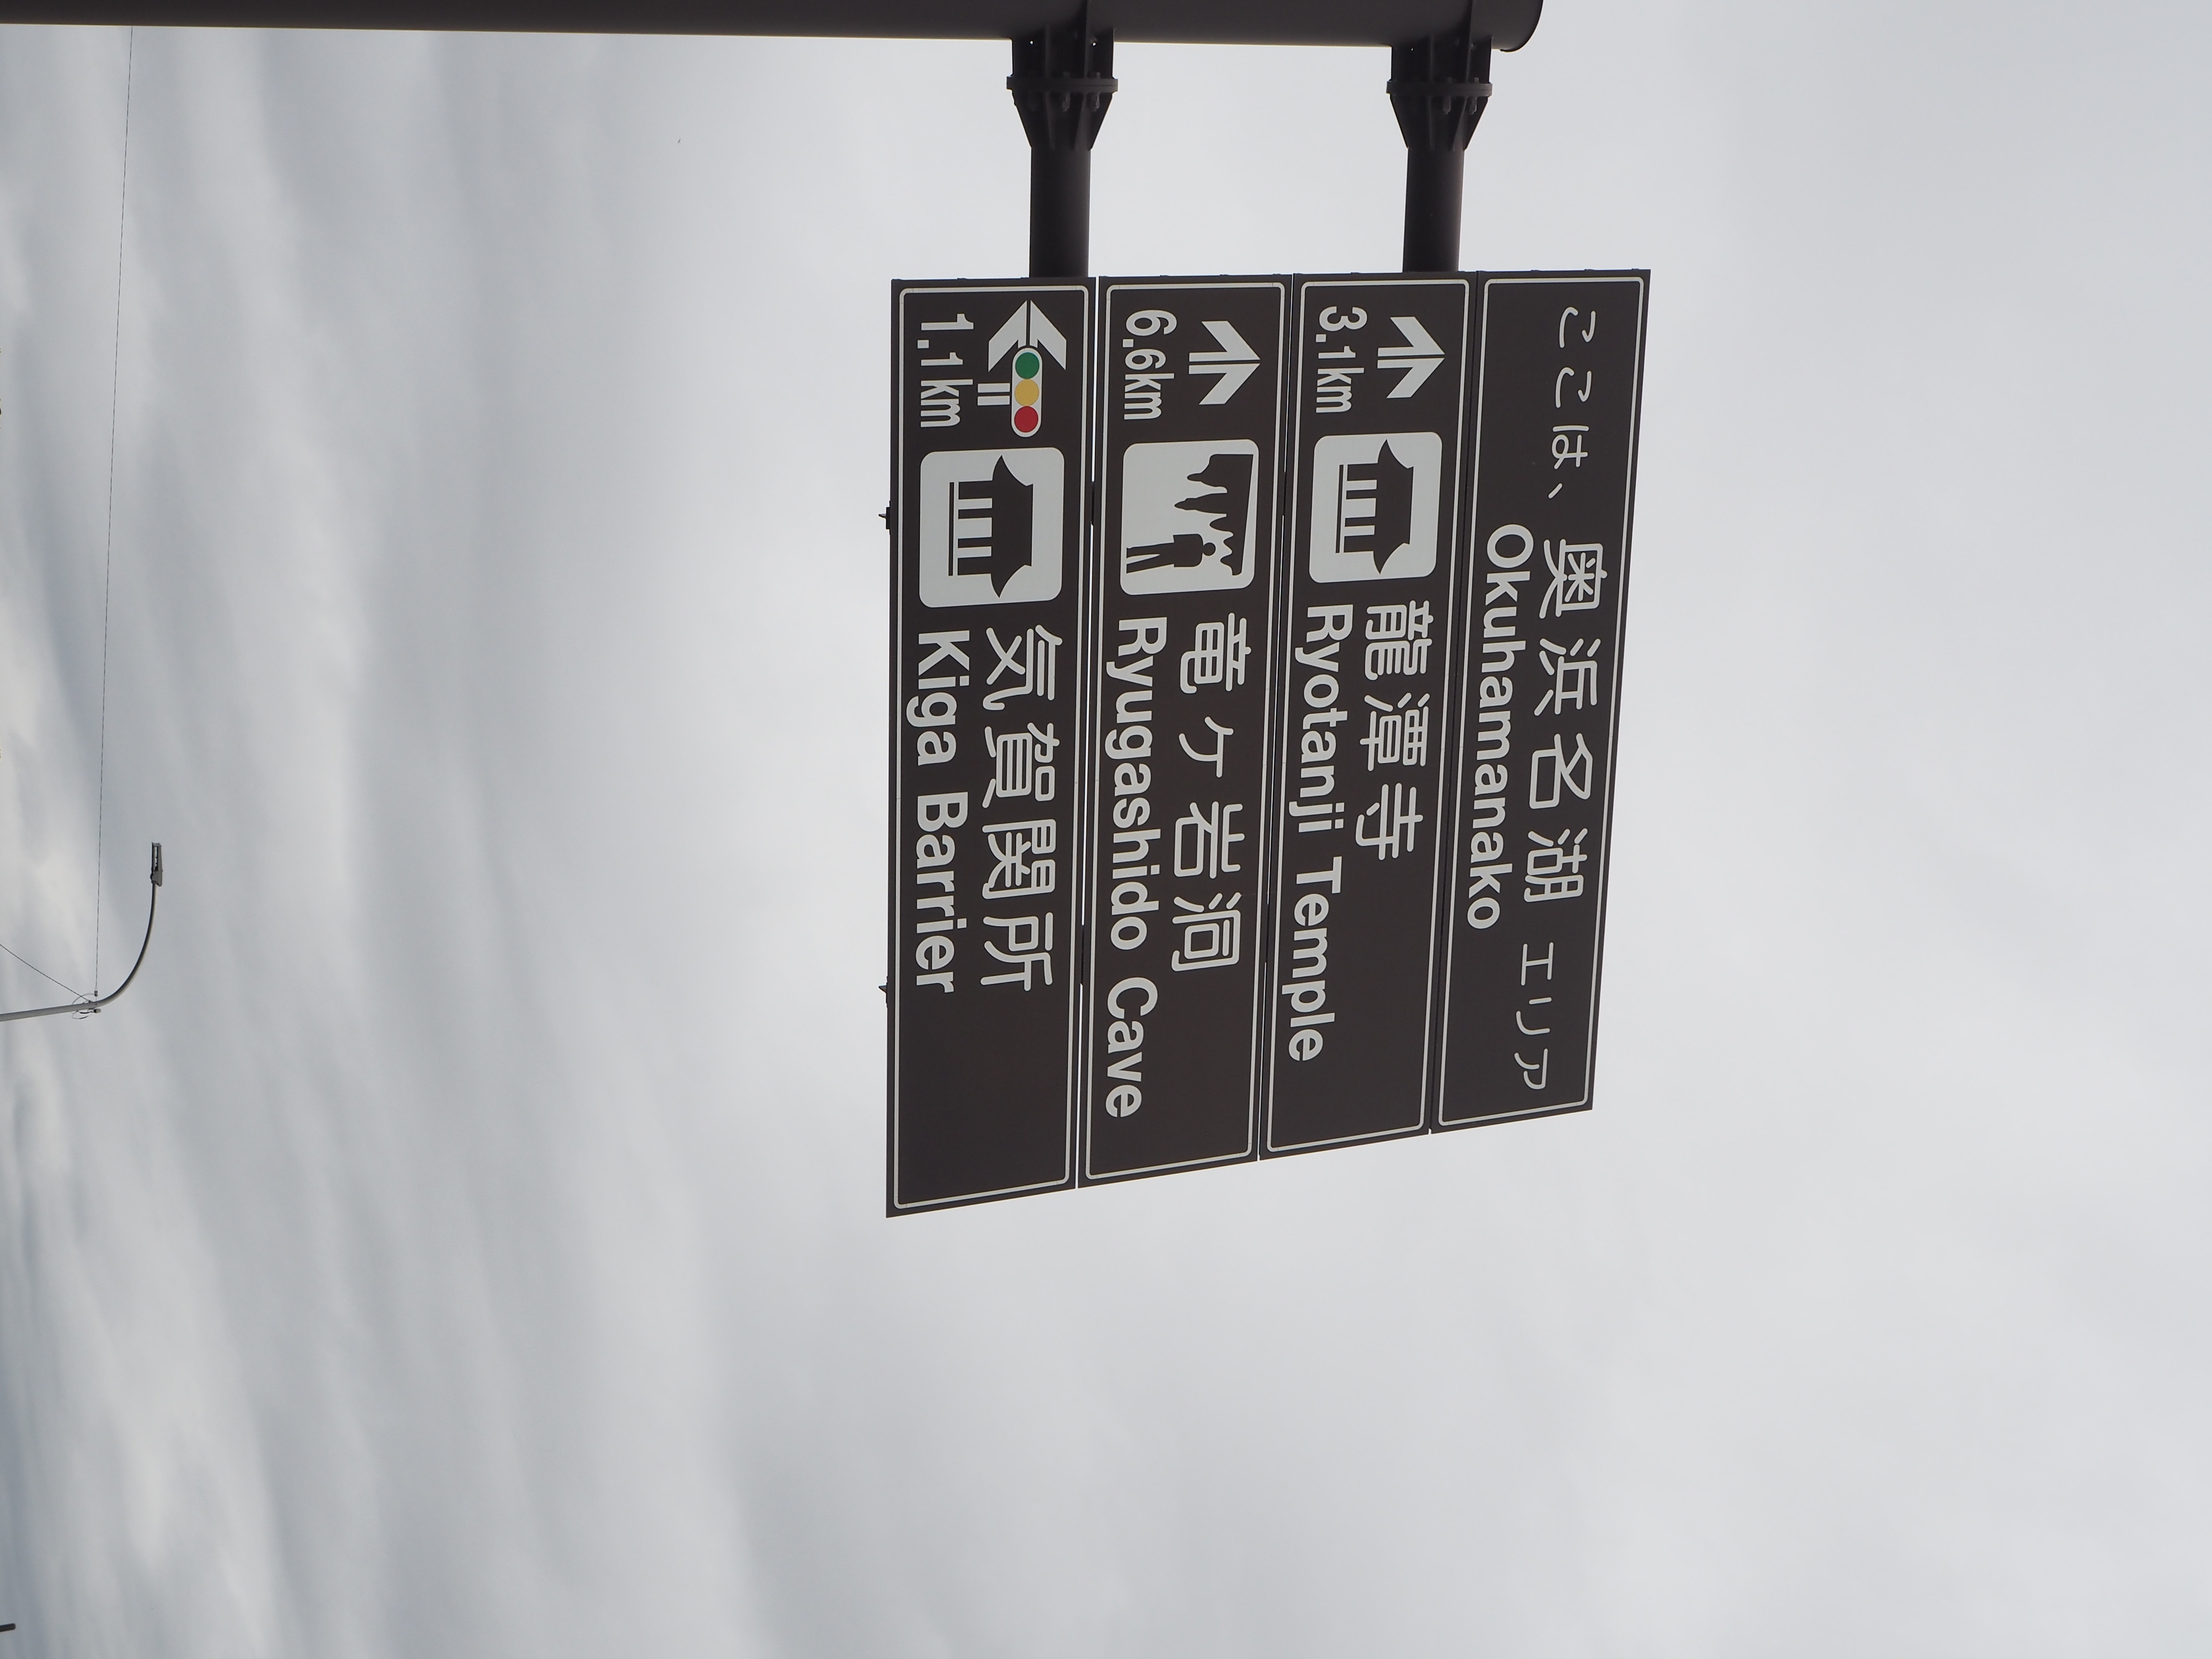 ここは、奥浜名湖 エリア
Okuhamanako
龍潭寺
3.1km Ryotanji Temple
竜ヶ岩洞
6.6km Ryugashido Cave
気賀関所
1.1km Kiga Barrier